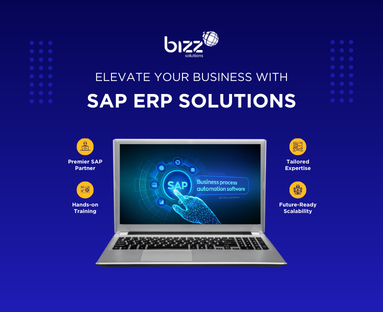 bizz
solutions
ELEVATE YOUR BUSINESS WITH
SAP ERP SOLUTIONS
Premier SAP
Partner
Hands-on
Training
SAP
Business process
automation software
Tailored
Expertise
Future-Ready
Scalability